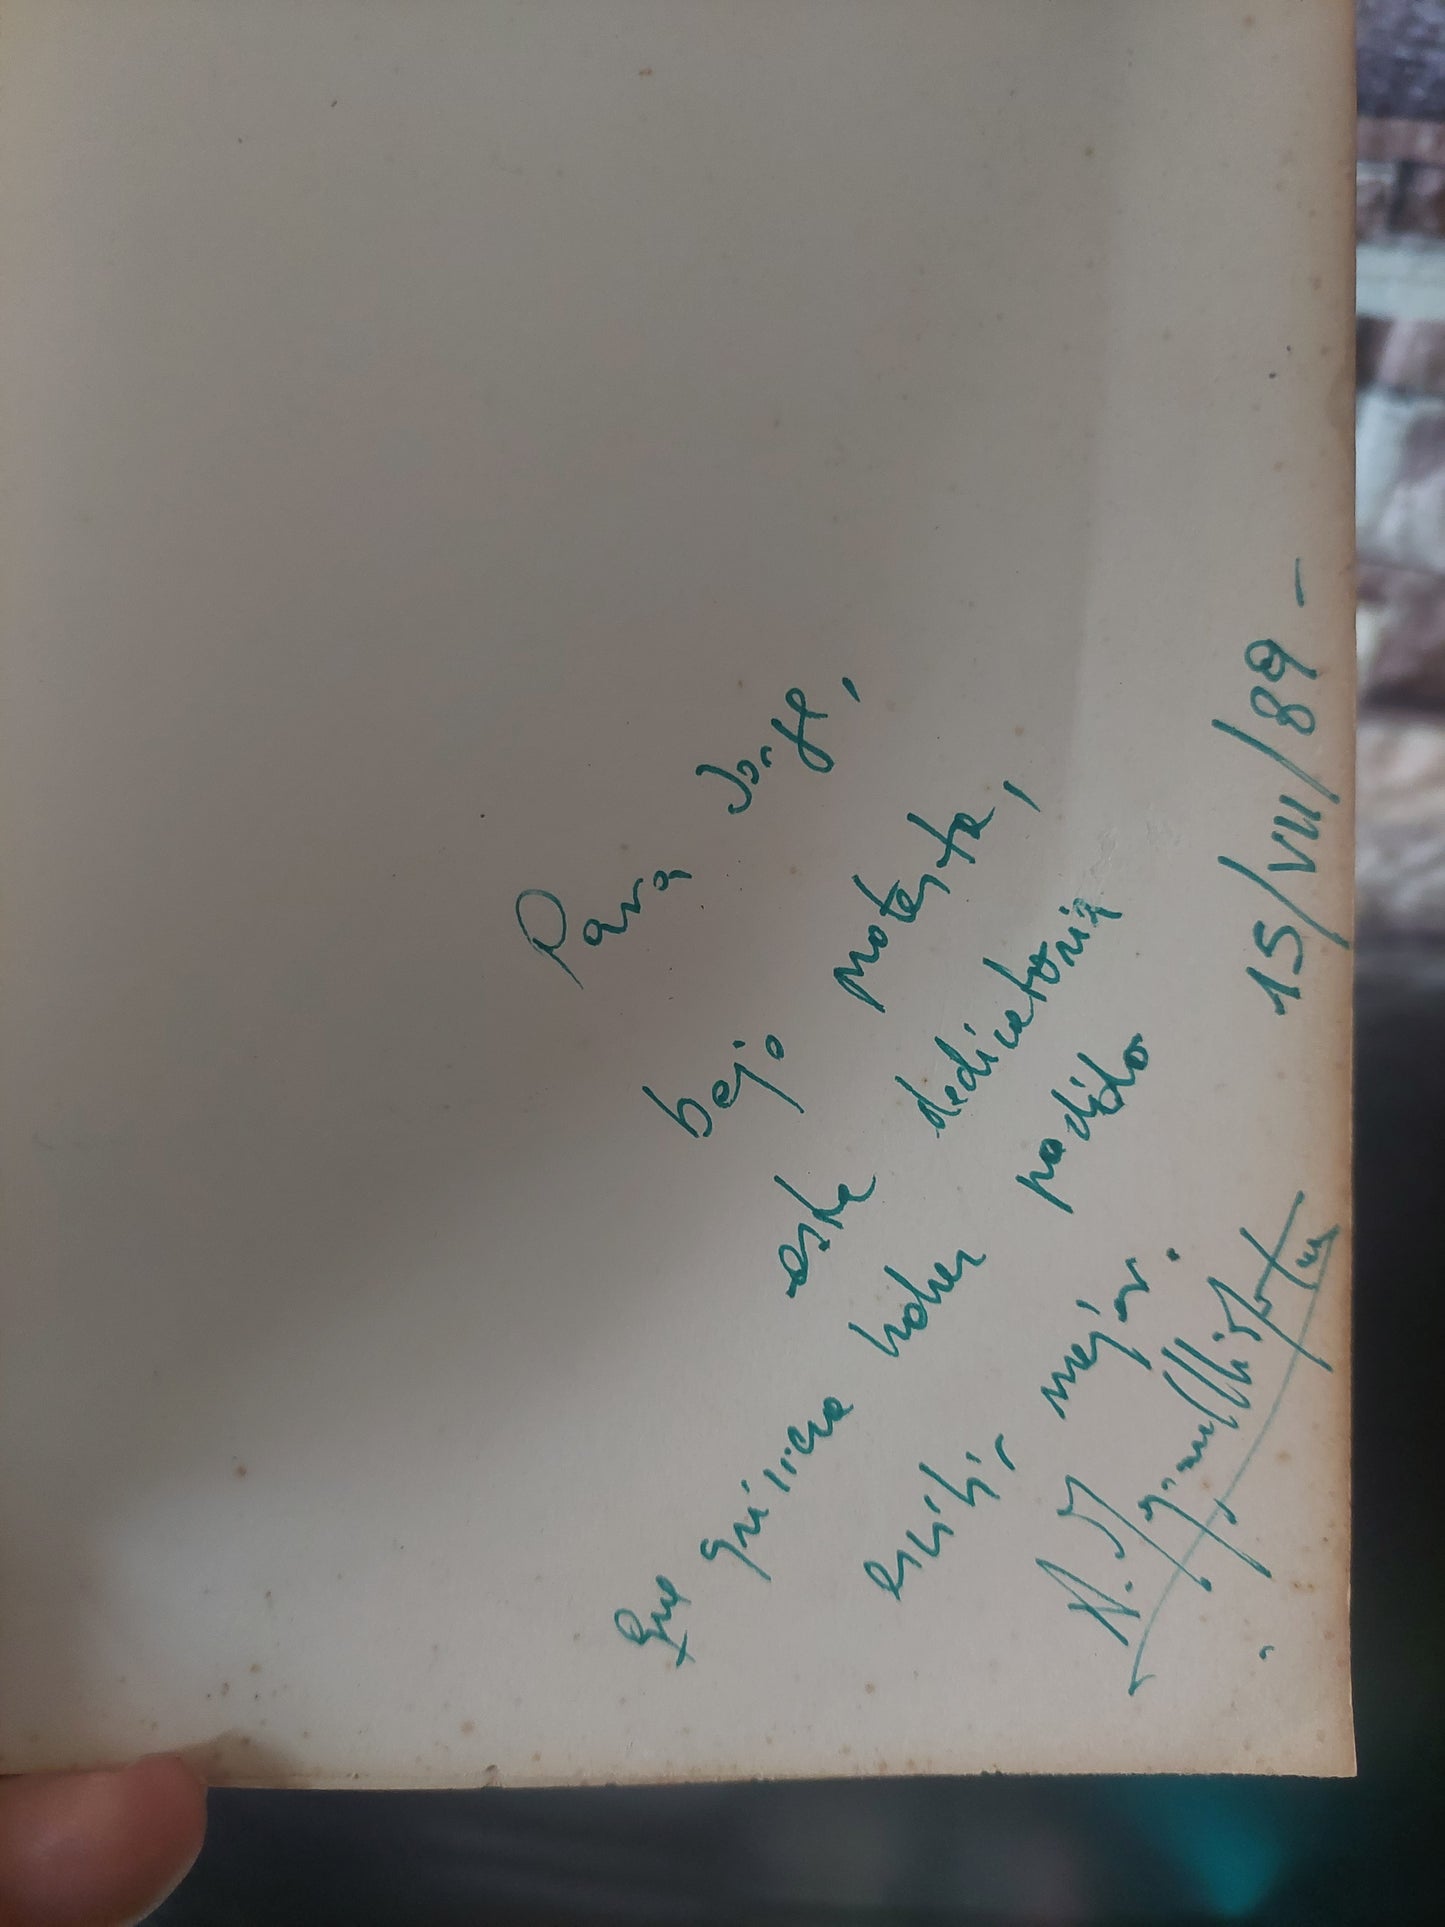 Para Jorge,
bajo protesta,
esta dedicatoria
que quisiera haber podido
escribir mejor.
15/VII/89-